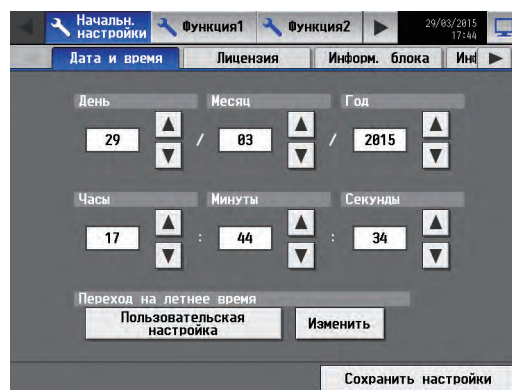 Начальн. настройки
Функция1
Функция2
29/03/2015
17:44
Дата и время
Лицензия
Информ. блока
День Месяц Год
29 / 03 / 2015
Часы Минуты Секунды
17 : 44 : 34
Переход на летнее время
Пользовательская настройка
Изменить
Сохранить настройки